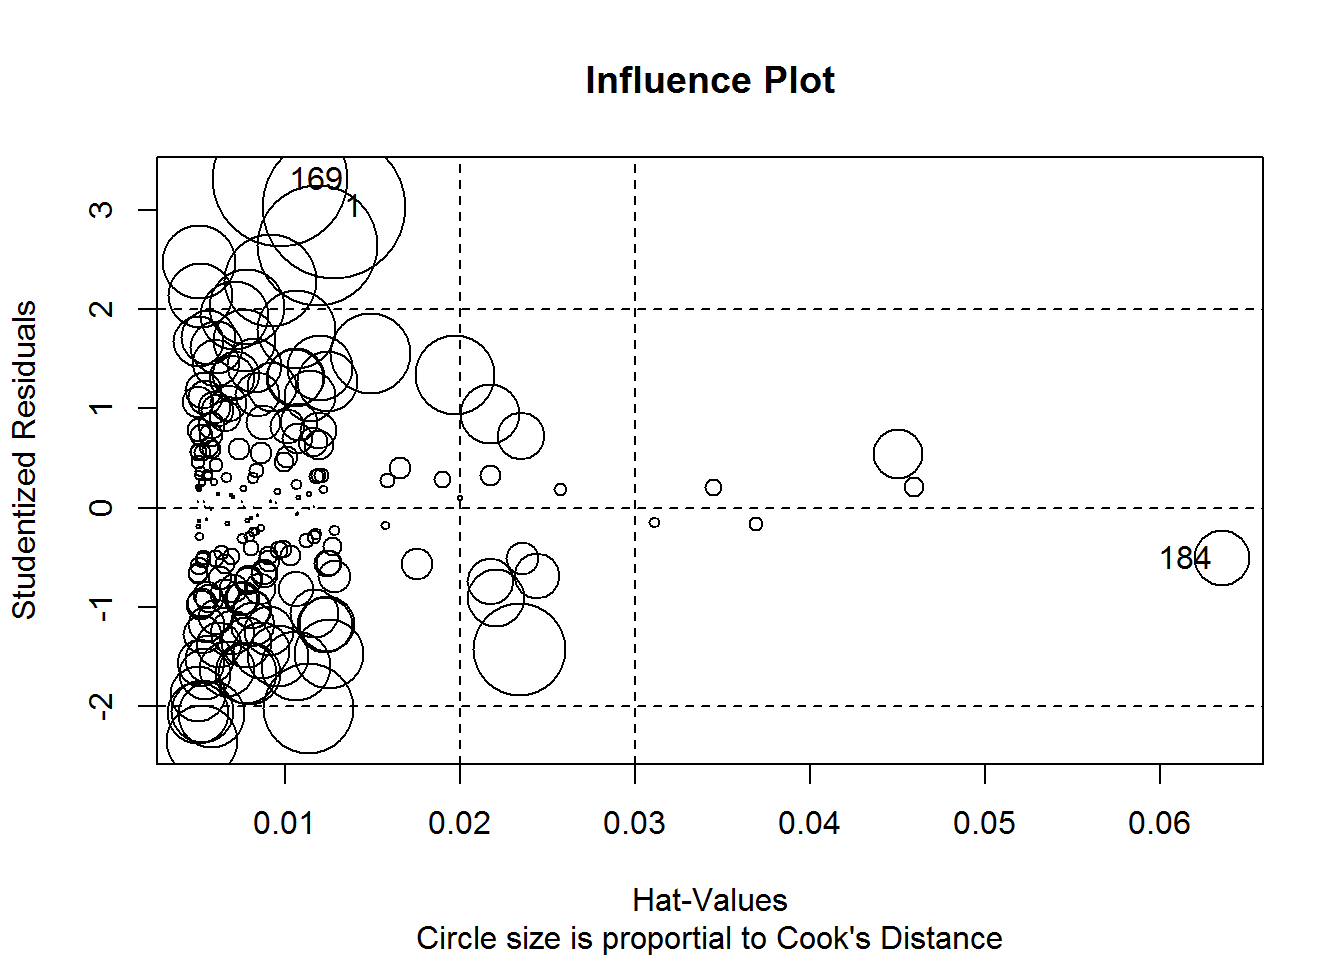 Influence Plot
Studentized Residuals
3
2
1
0
-1
-2
169
1
184
0.01 0.02 0.03 0.04 0.05 0.06
Hat-Values
Circle size is proportial to Cook's Distance